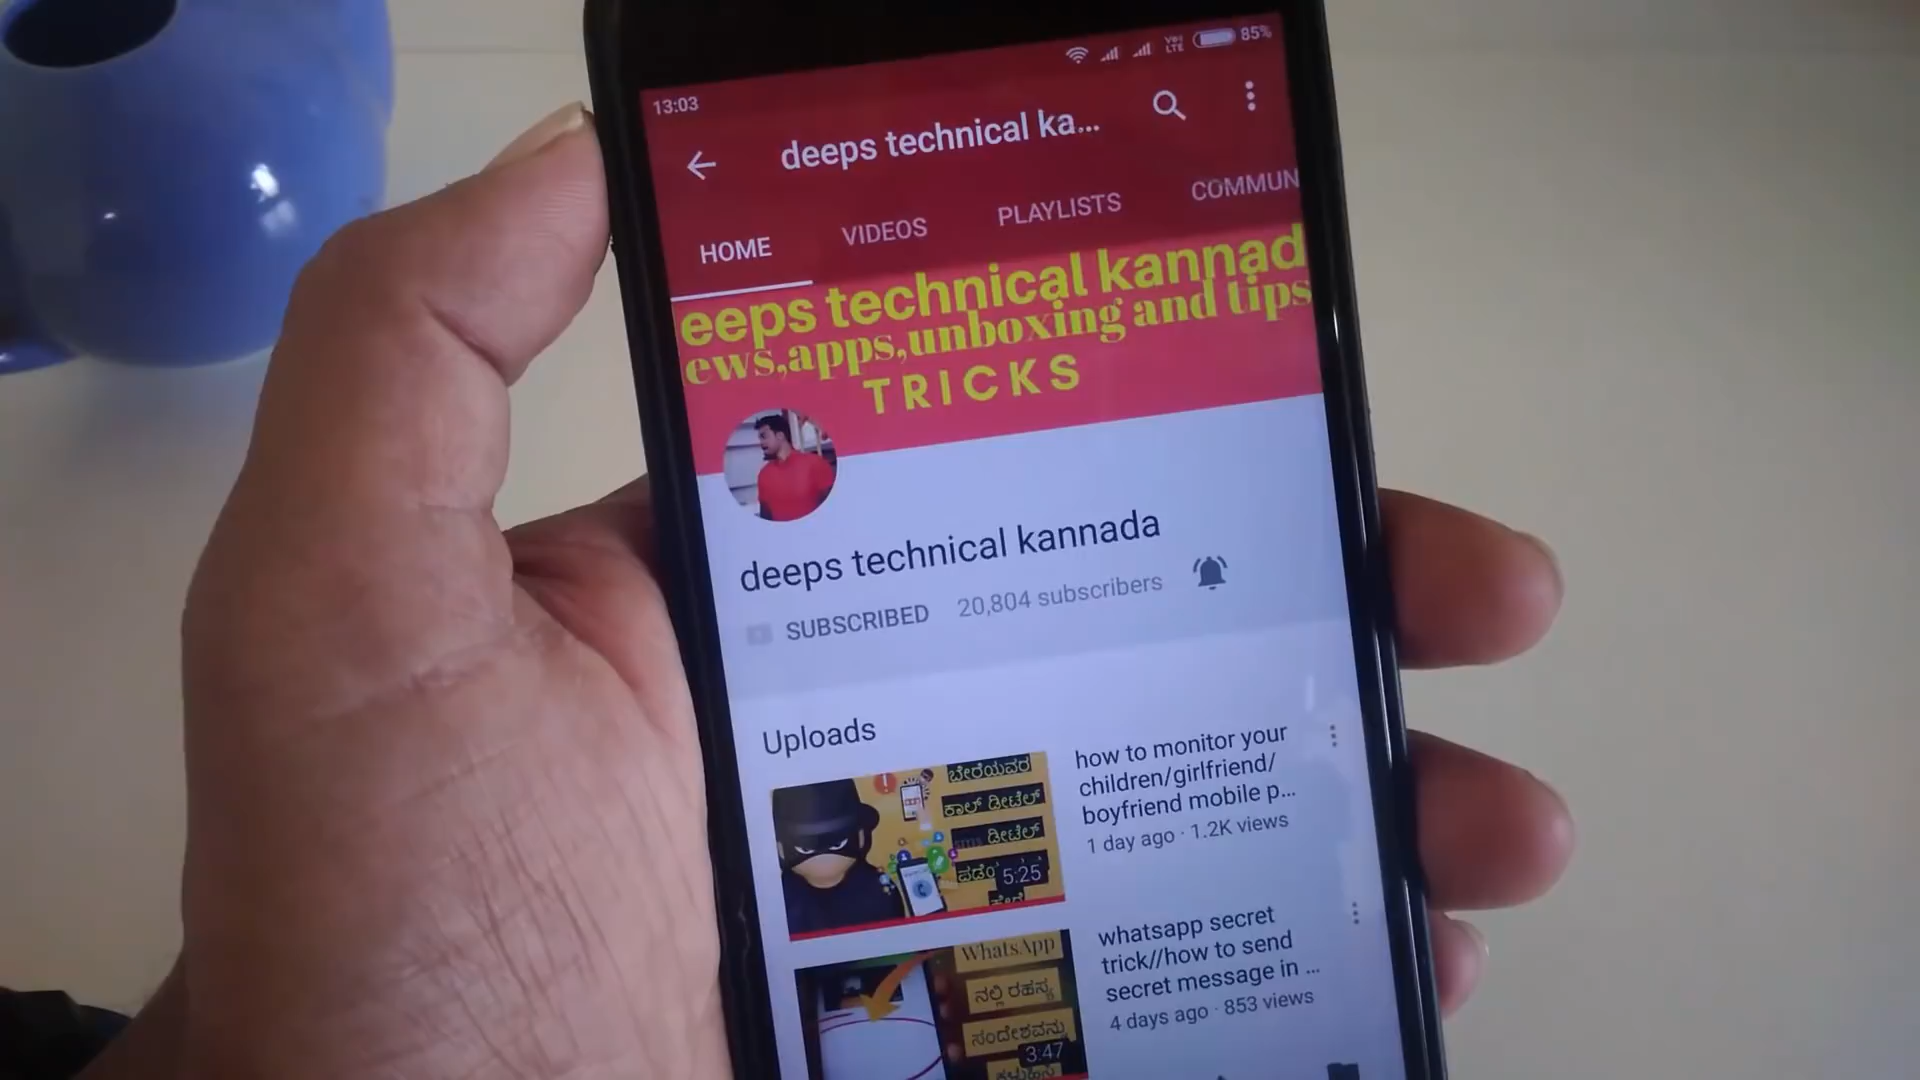 13:03
Vo) LTE 85%
deeps technical ka...
HOME VIDEOS PLAYLISTS COMMUN
eeps technical kannad
ews,apps,unboxing and tips
TRICKS
deeps technical kannada
SUBSCRIBED 20,804 subscribers
Uploads
ಬೇರೆಯವರ
ಕಾಲ್ ಡೀಟೆಲ್
sms ಡೀಟೆಲ್
5:25
how to monitor your
children/girlfriend/
boyfriend mobile p...
1 day ago · 1.2K views
WhatsApp
ನಲ್ಲಿ ರಹಸ್ಯ
ಸಂದೇಶವನ್ನು
3:47
whatsapp secret
trick//how to send
secret message in ...
4 days ago · 853 views